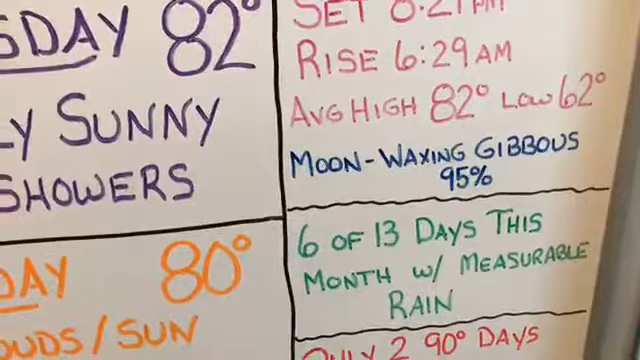 SDAY 82°
LY SUNNY
SHOWERS
DAY 80°
OUDS/SUN
SET 8:21 PM
RISE 6:29 AM
AVG HIGH 82° LOW 62°
MOON-WAXING GIBBOUS
95%
6 OF 13 DAYS THIS
MONTH W/ MEASURABLE
RAIN
ONLY 2 90° DAYS